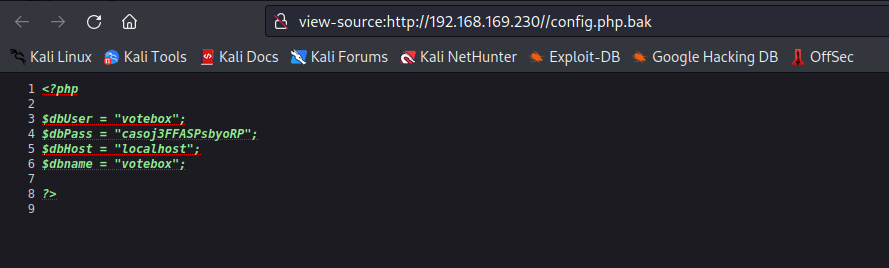 view-source:http://192.168.169.230//config.php.bak
Kali Linux Kali Tools Kali Docs Kali Forums Kali NetHunter Exploit-DB Google Hacking DB OffSec
1 <?php
2
3 $dbUser = "votebox";
4 $dbPass = "casoj3FFASPsbyoRP";
5 $dbHost = "localhost";
6 $dbname = "votebox";
7
8 ?>
9